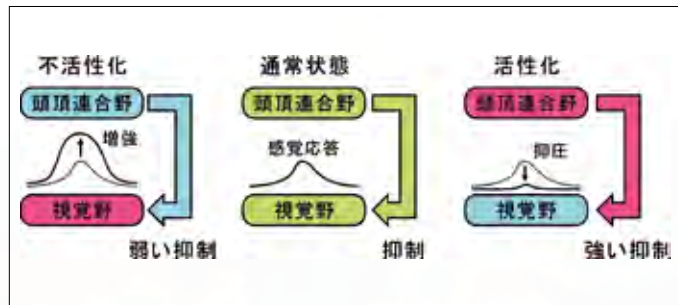 不活性化
頭頂連合野
増強
視覚野
弱い抑制
通常状態
頭頂連合野
感覚応答
視覚野
抑制
活性化
頭頂連合野
抑圧
視覚野
強い抑制